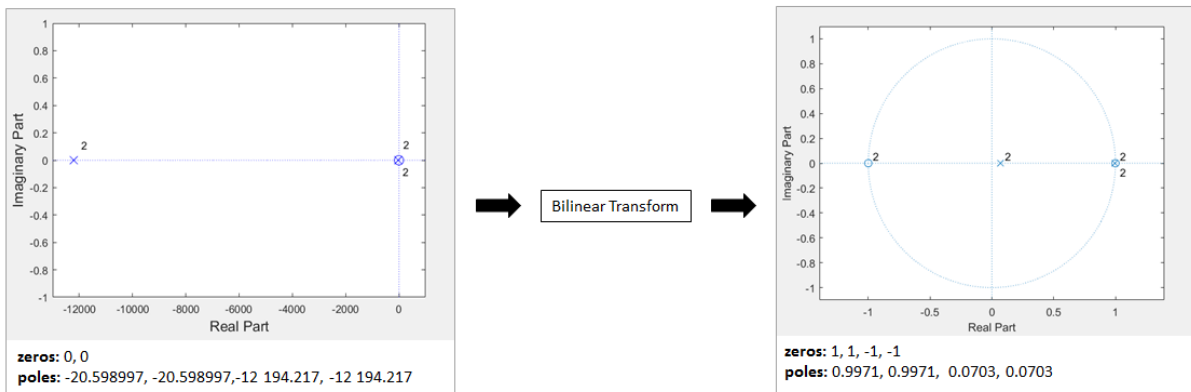 1
0.8
0.6
0.4
0.2
0
-0.2
-0.4
-0.6
-0.8
-1
Imaginary Part
2
2
2
-12000 -10000 -8000 -6000 -4000 -2000 0
Real Part
zeros: 0, 0
poles: -20.598997, -20.598997,-12 194.217, -12 194.217
Bilinear Transform
1
0.8
0.6
0.4
0.2
0
-0.2
-0.4
-0.6
-0.8
-1
Imaginary Part
2
2
2
2
-1 -0.5 0 0.5 1
Real Part
zeros: 1, 1, -1, -1
poles: 0.9971, 0.9971, 0.0703, 0.0703